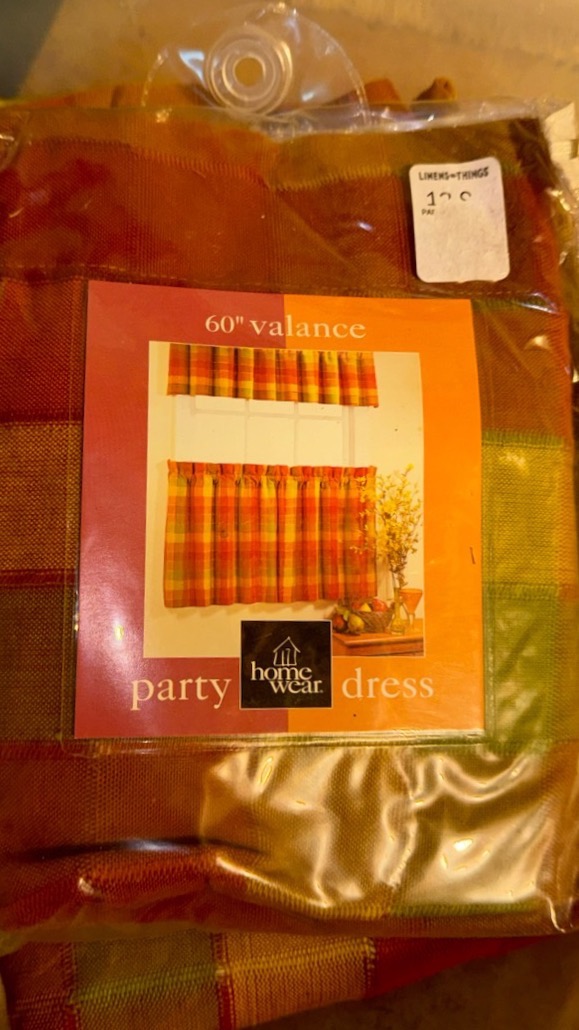 LINENS-N-THINGS
60" valance
home
wear.
party dress